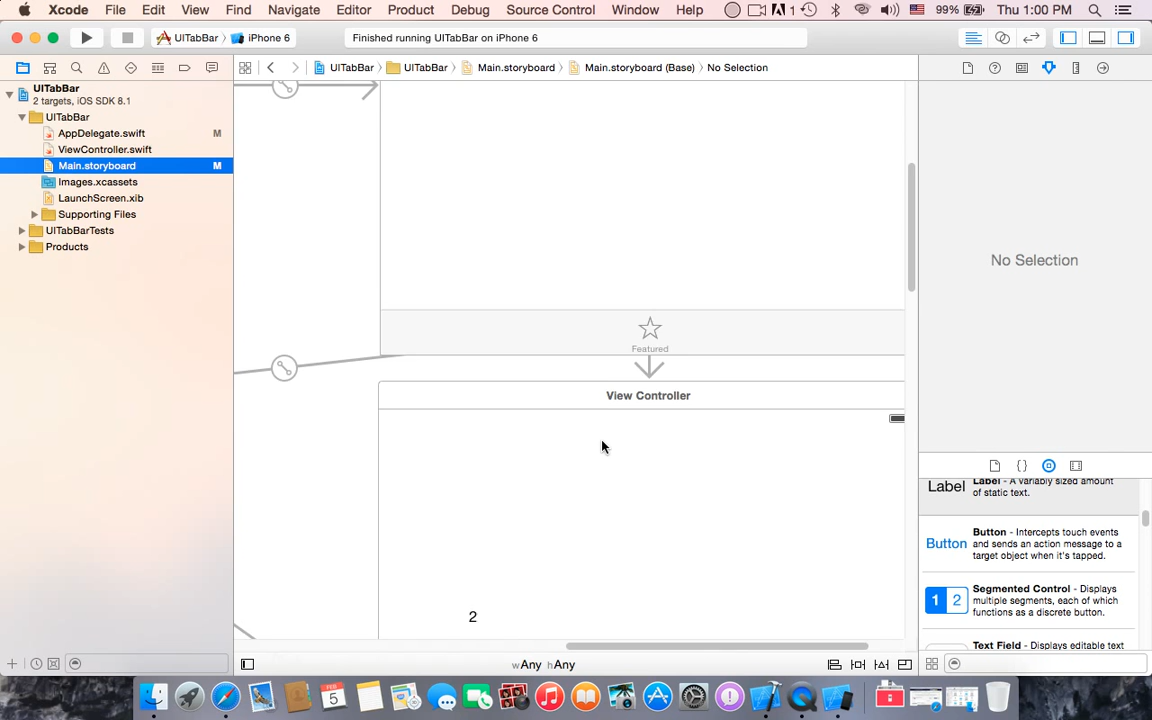 Xcode File Edit View Find Navigate Editor Product Debug Source Control Window Help 1 99% Thu 1:00 PM
UITabBar iPhone 6 Finished running UITabBar on iPhone 6
UITabBar UITabBar Main.storyboard Main.storyboard (Base) No Selection
UITabBar
2 targets, iOS SDK 8.1
UITabBar
AppDelegate.swift M
ViewController.swift
Main.storyboard M
Images.xcassets
LaunchScreen.xib
Supporting Files
UITabBarTests
Products
Featured
View Controller
2
wAny hAny
No Selection
Label Label - A variably sized amount
of static text.
Button Button - Intercepts touch events
and sends an action message to a
target object when it's tapped.
1 2 Segmented Control - Displays
multiple segments, each of which
functions as a discrete button.
Text Field - Displays editable text
FEB
5